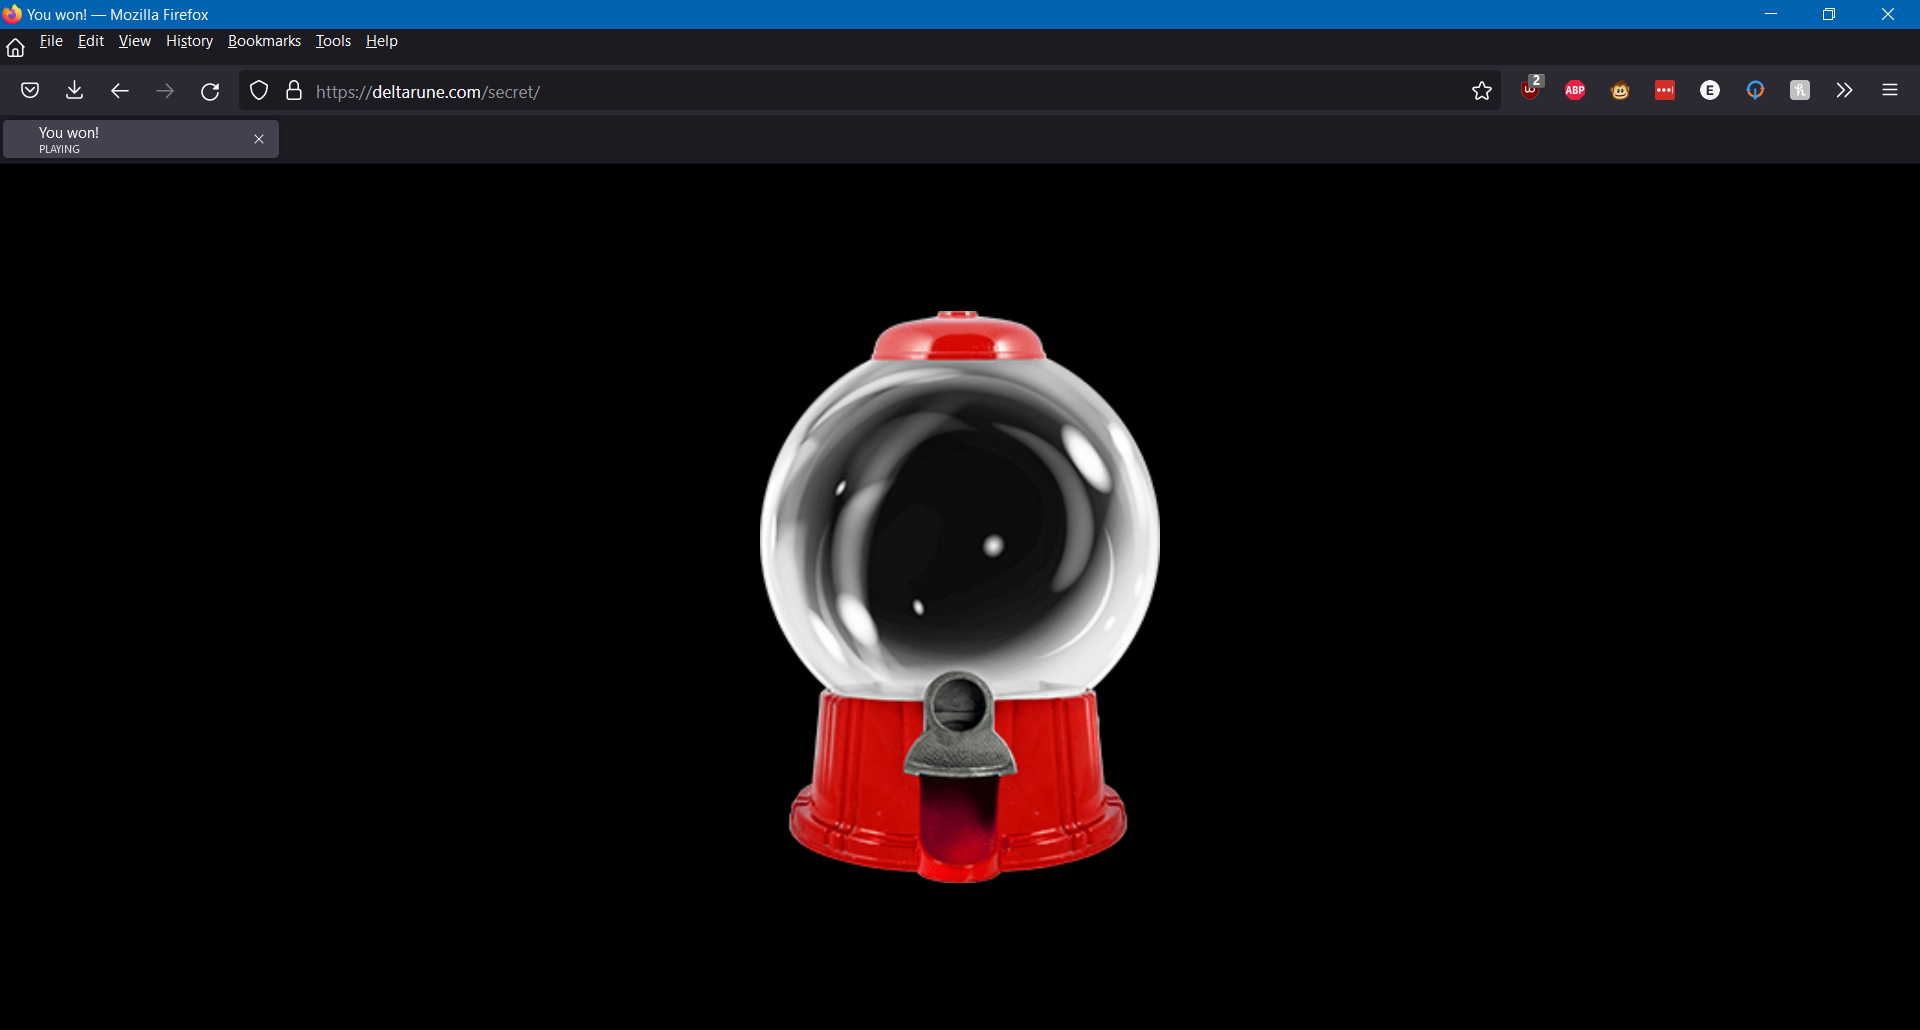 You won! — Mozilla Firefox
File Edit View History Bookmarks Tools Help
https://deltarune.com/secret/
2
ABP
E
You won!
PLAYING